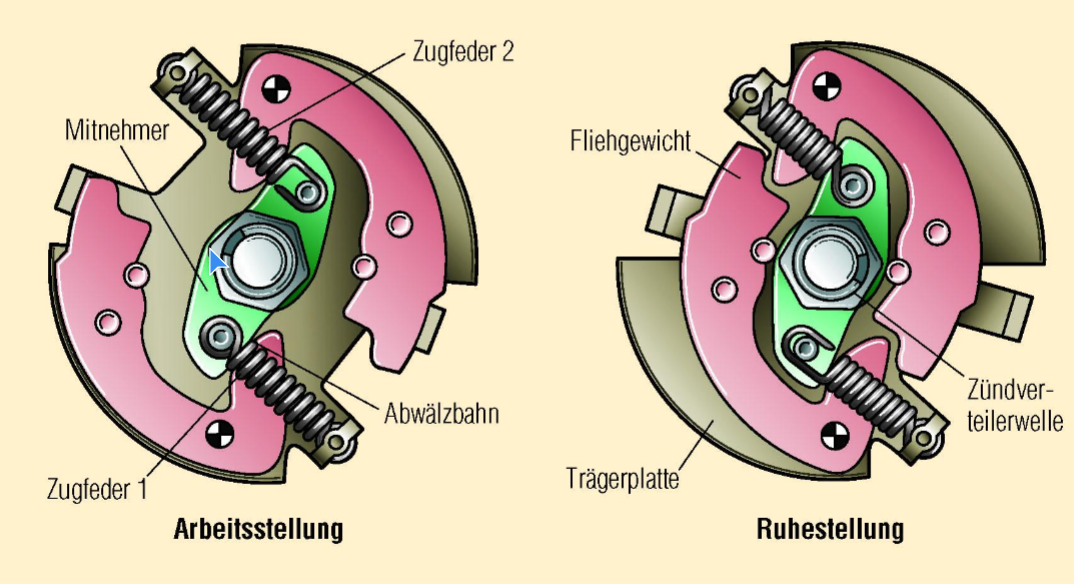 Zugfeder 2
Mitnehmer
Abwälzbahn
Zugfeder 1
Arbeitsstellung
Fliehgewicht
Zündver-
teilerwelle
Trägerplatte
Ruhestellung